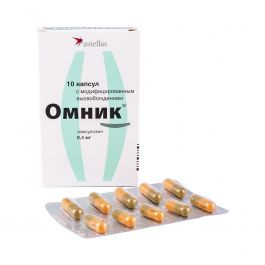 astellas
10 капсул
с модифицированным
высвобождением
Омник®
тамсулозин
0,4 мг